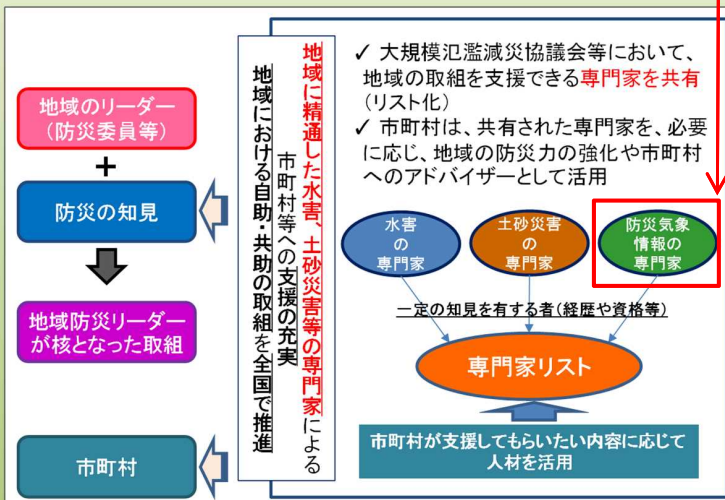 地域のリーダー
（防災委員等）
＋
防災の知見
地域防災リーダー
が核となった取組
市町村
地域に精通した水害、土砂災害等の専門家による
市町村等への支援の充実
地域における自助・共助の取組を全国で推進
✓ 大規模氾濫減災協議会等において、
地域の取組を支援できる専門家を共有
（リスト化）
✓ 市町村は、共有された専門家を、必要
に応じ、地域の防災力の強化や市町村
へのアドバイザーとして活用
水害
の
専門家
土砂災害
の
専門家
防災気象
情報の
専門家
一定の知見を有する者（経歴や資格等）
専門家リスト
市町村が支援してもらいたい内容に応じて
人材を活用